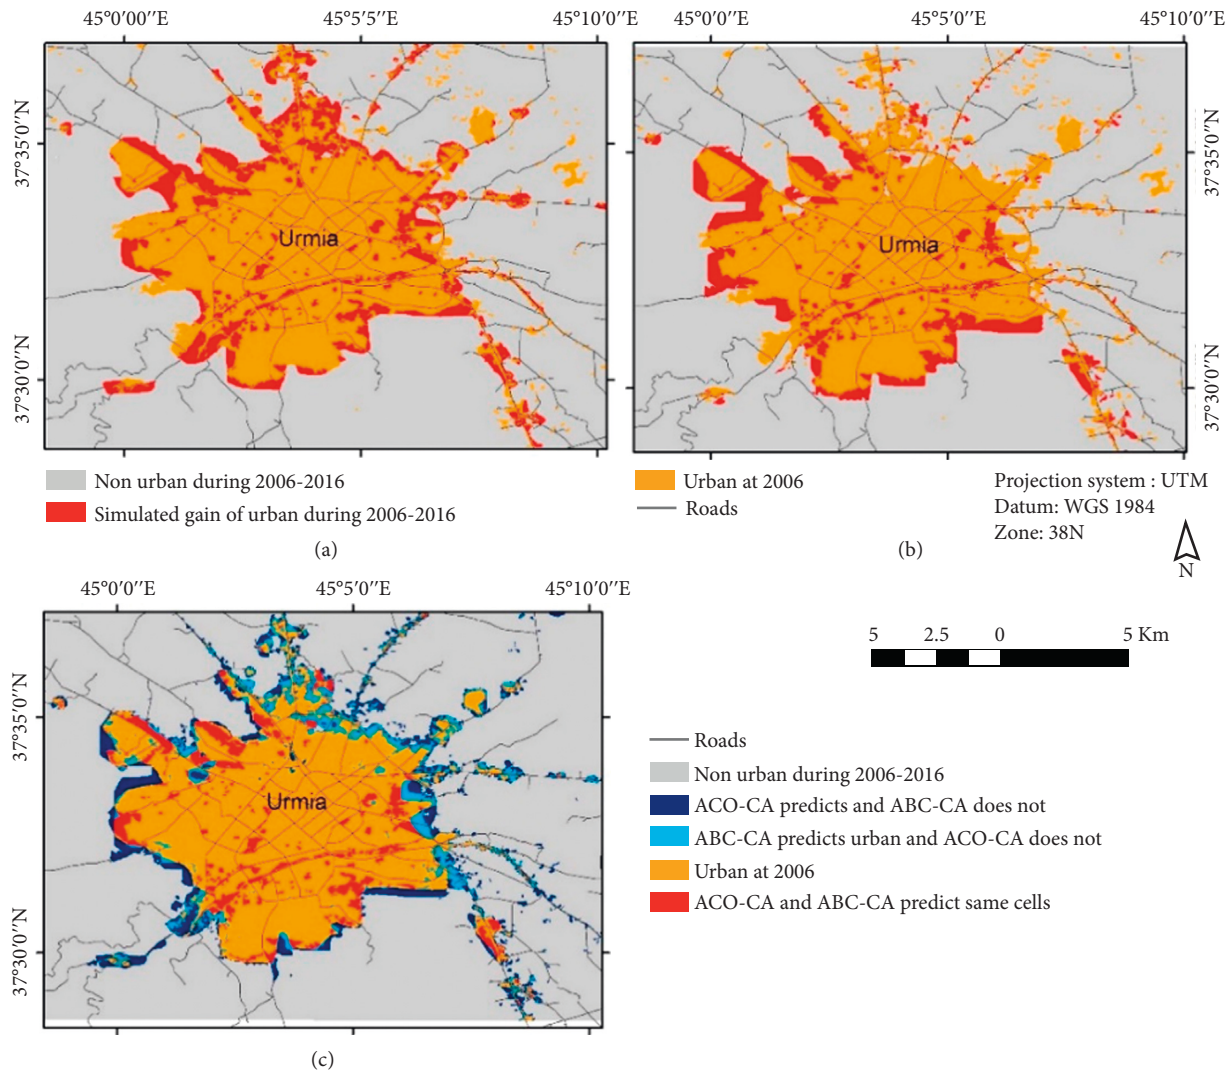 45°0′0′′E 45°5′5′′E 45°10′0′′E
45°0′0′′E 45°5′0′′E 45°10′0′′E
37°35′0′′N
37°30′0′′N
Urmia
Urmia
37°35′0′′N
37°30′0′′N
Non urban during 2006-2016
Simulated gain of urban during 2006-2016
(a)
Urban at 2006
Roads
(b)
Projection system : UTM
Datum: WGS 1984
Zone: 38N
N
45°0′0′′E 45°5′0′′E 45°10′0′′E
37°35′0′′N
37°30′0′′N
Urmia
(c)
5 2.5 0 5 Km
Roads
Non urban during 2006-2016
ACO-CA predicts and ABC-CA does not
ABC-CA predicts urban and ACO-CA does not
Urban at 2006
ACO-CA and ABC-CA predict same cells